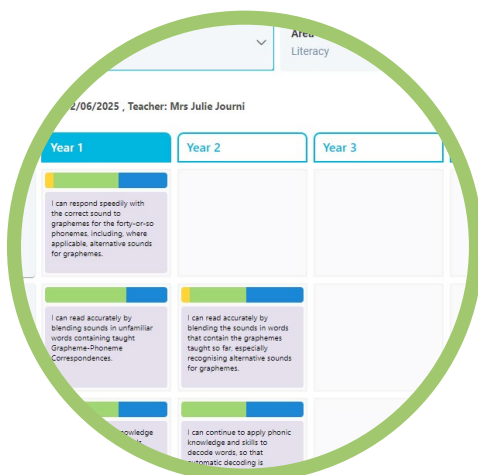 Area
Literacy
2/06/2025 , Teacher: Mrs Julie Journi
Year 1
Year 2
Year 3
I can respond speedily with
the correct sound to
graphemes for the forty-or-so
phonemes, including, where
applicable, alternative sounds
for graphemes.
I can read accurately by
blending sounds in unfamiliar
words containing taught
Grapheme-Phoneme
Correspondences.
I can read accurately by
blending the sounds in words
that contain the graphemes
taught so far, especially
recognising alternative sounds
for graphemes.
I can continue to apply phonic
knowledge and skills to
decode words, so that
automatic decoding is